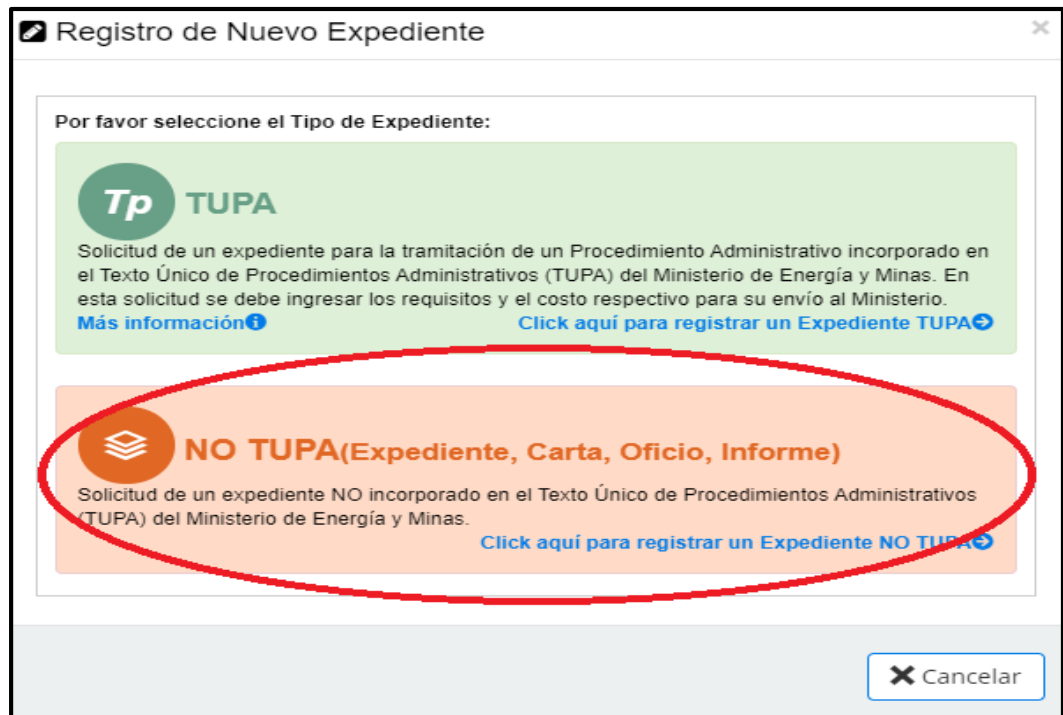 Registro de Nuevo Expediente
×
Por favor seleccione el Tipo de Expediente:
Tp TUPA
Solicitud de un expediente para la tramitación de un Procedimiento Administrativo incorporado en
el Texto Único de Procedimientos Administrativos (TUPA) del Ministerio de Energía y Minas. En
esta solicitud se debe ingresar los requisitos y el costo respectivo para su envío al Ministerio.
Más información Click aquí para registrar un Expediente TUPA
NO TUPA(Expediente, Carta, Oficio, Informe)
Solicitud de un expediente NO incorporado en el Texto Único de Procedimientos Administrativos
(TUPA) del Ministerio de Energía y Minas.
Click aquí para registrar un Expediente NO TUPA
Cancelar